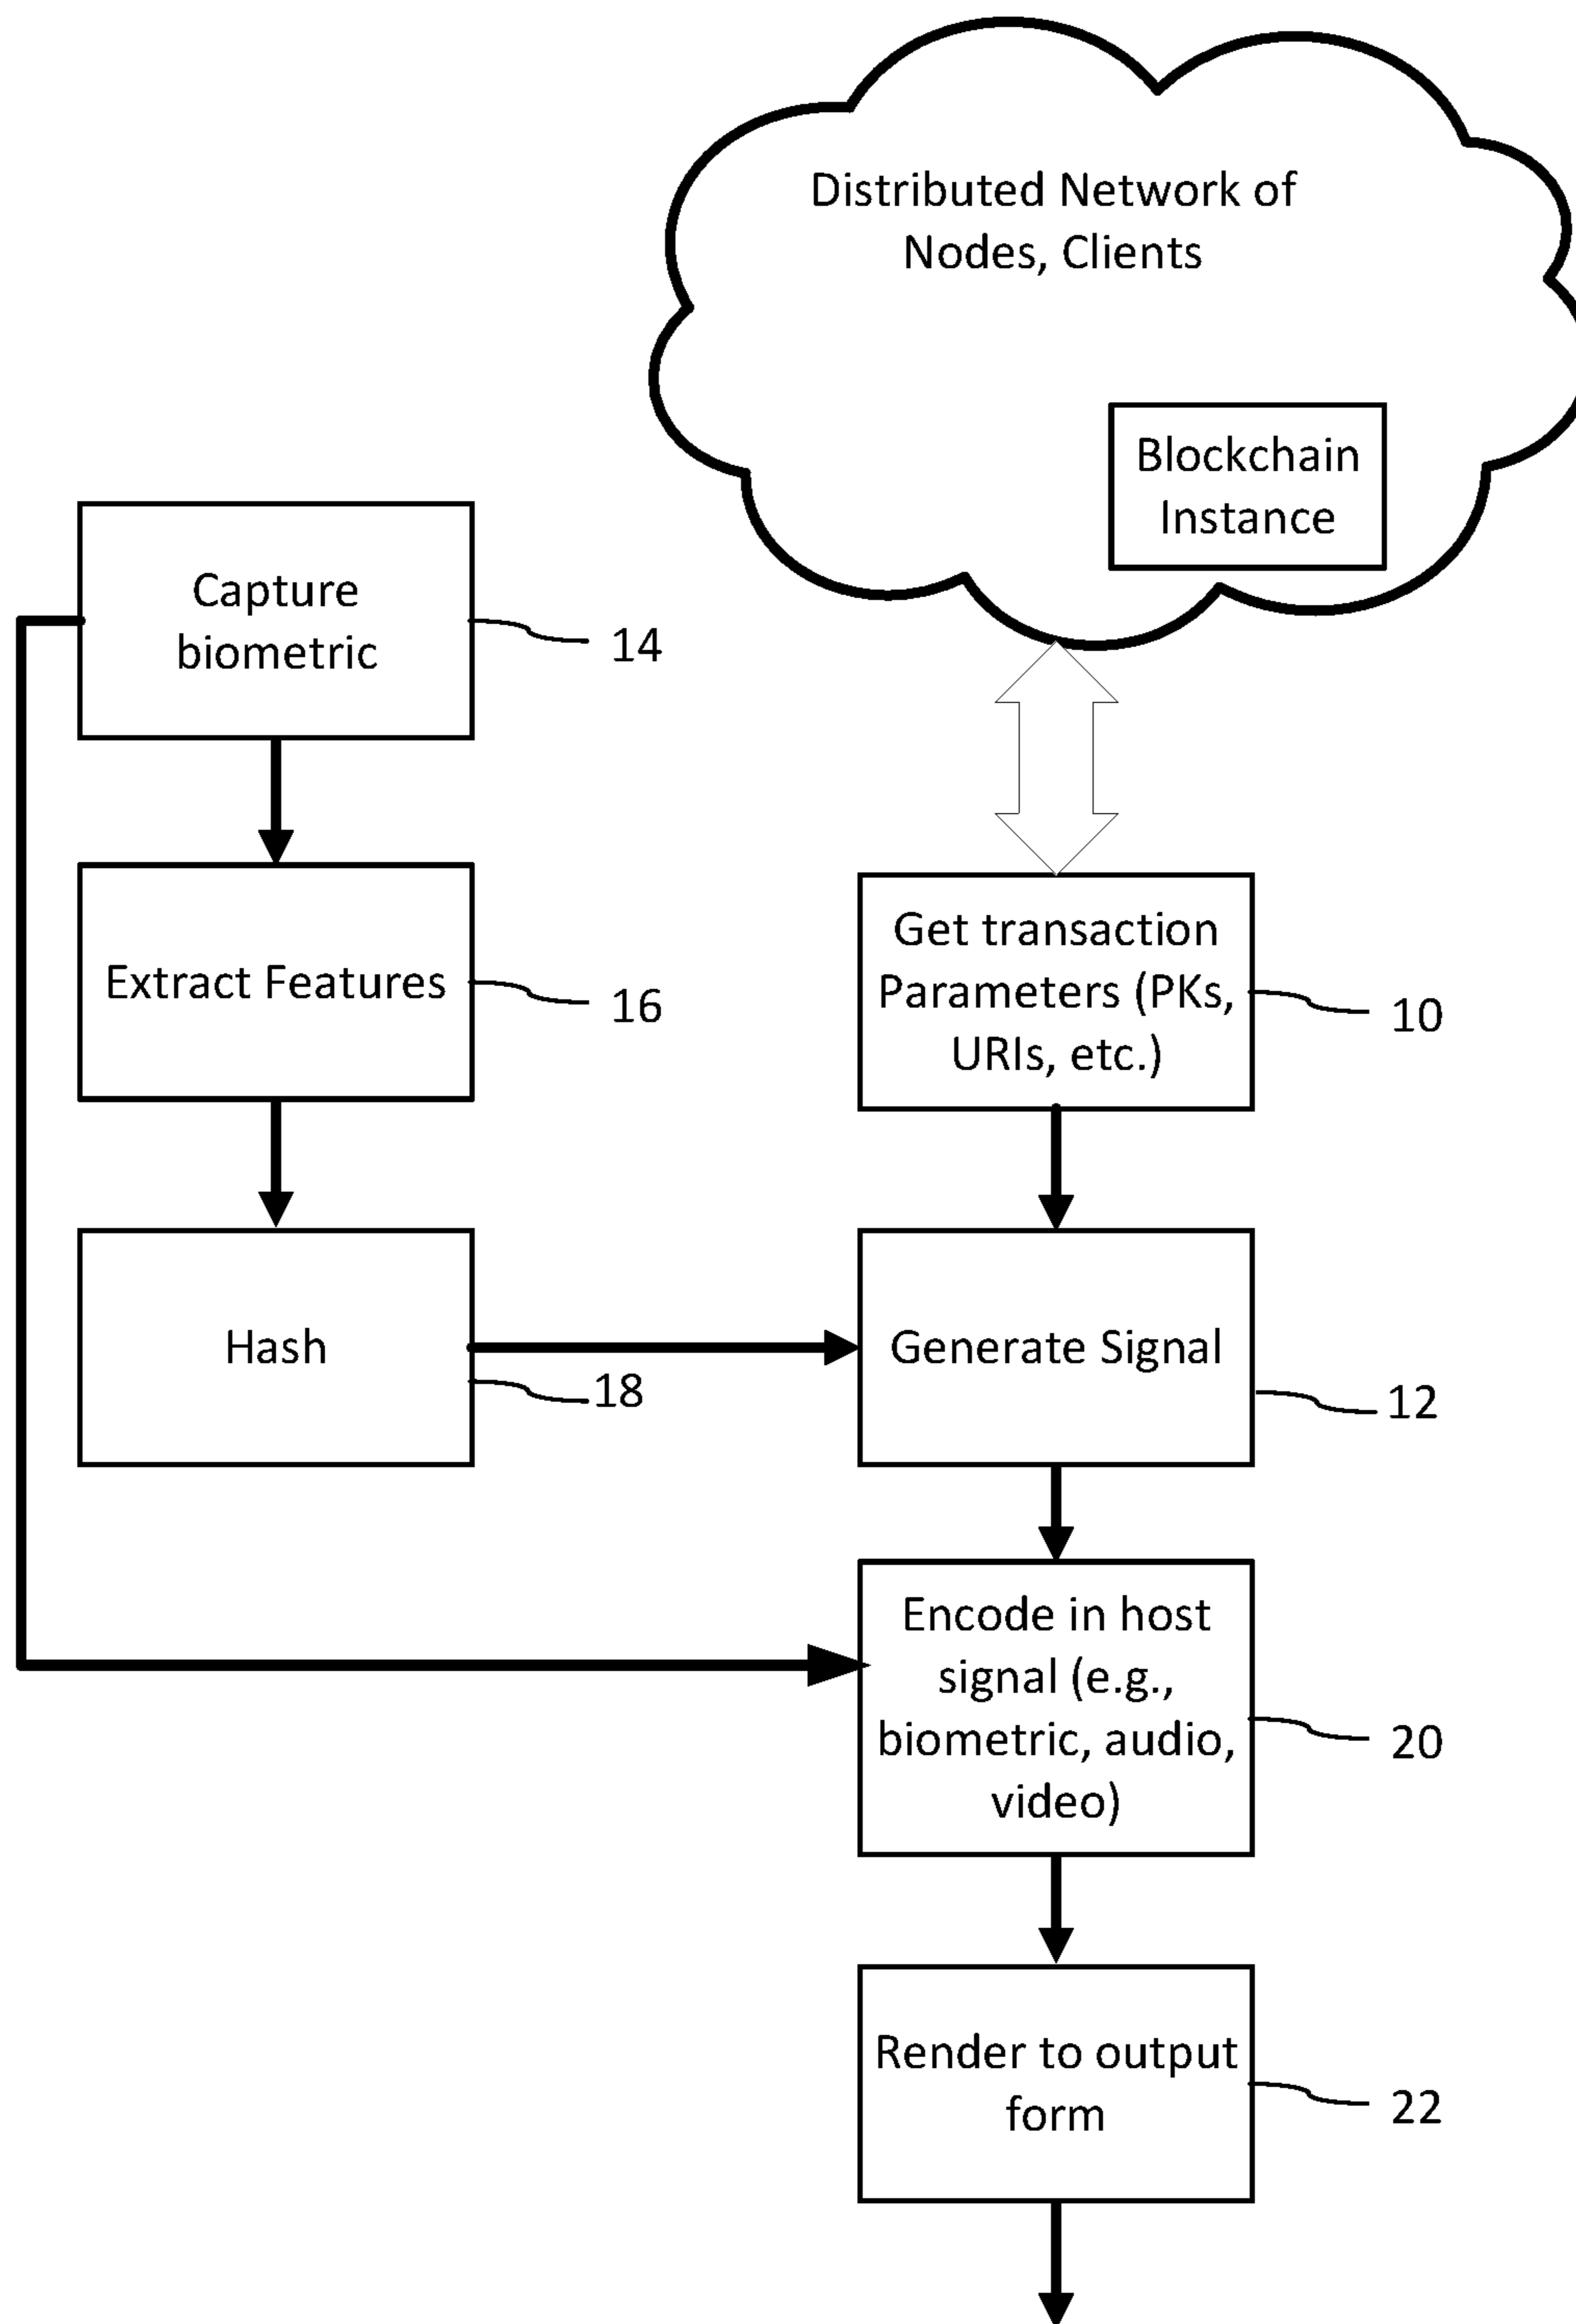 Distributed Network of
Nodes, Clients
Blockchain
Instance
Capture
biometric
14
Extract Features
16
Get transaction
Parameters (PKs,
URIs, etc.)
10
Hash
18
Generate Signal
12
Encode in host
signal (e.g.,
biometric, audio,
video)
20
Render to output
form
22